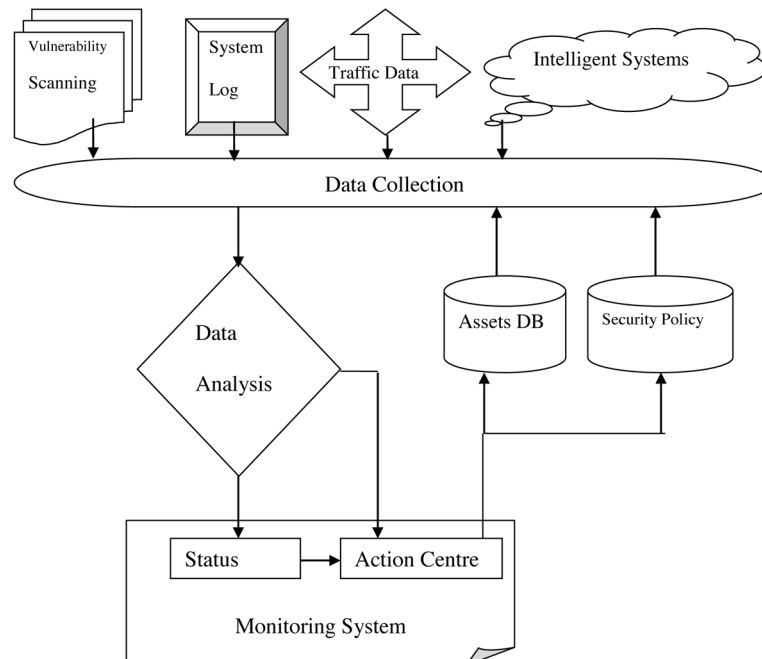 Vulnerability
Scanning
System
Log
Traffic Data
Intelligent Systems
Data Collection
Data
Analysis
Assets DB
Security Policy
Status
Action Centre
Monitoring System